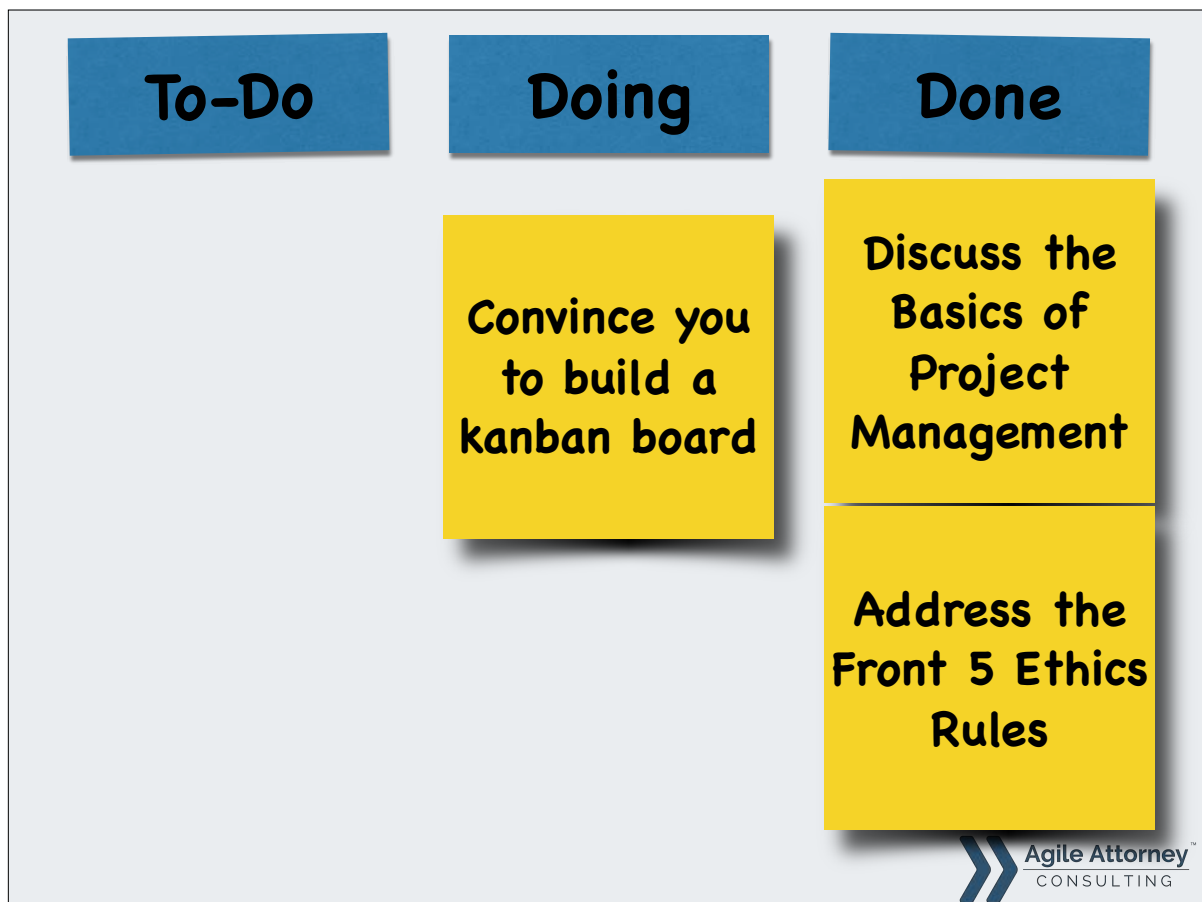 To-Do
Doing
Done
Convince you
to build a
kanban board
Discuss the
Basics of
Project
Management
Address the
Front 5 Ethics
Rules
Agile Attorney™
CONSULTING